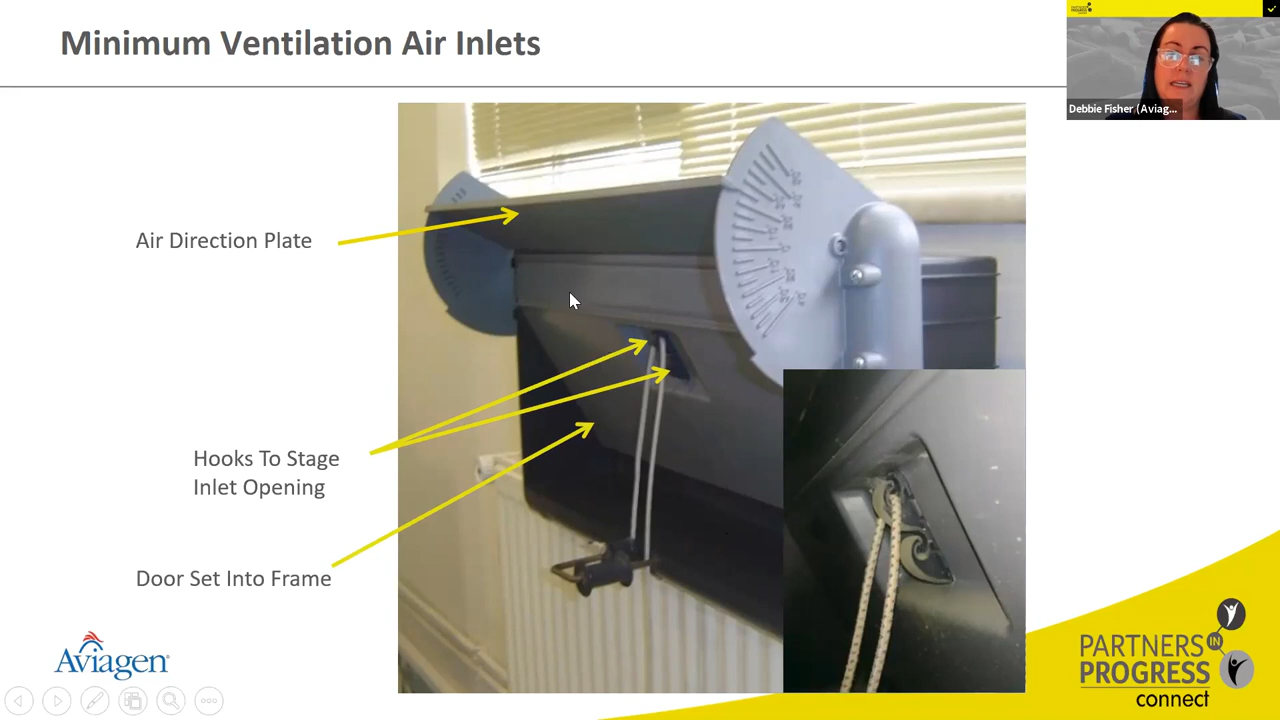 Minimum Ventilation Air Inlets
Debbie Fisher (Aviag...
Air Direction Plate
Hooks To Stage
Inlet Opening
Door Set Into Frame
Aviagen
PARTNERS
IN
PROGRESS
connect